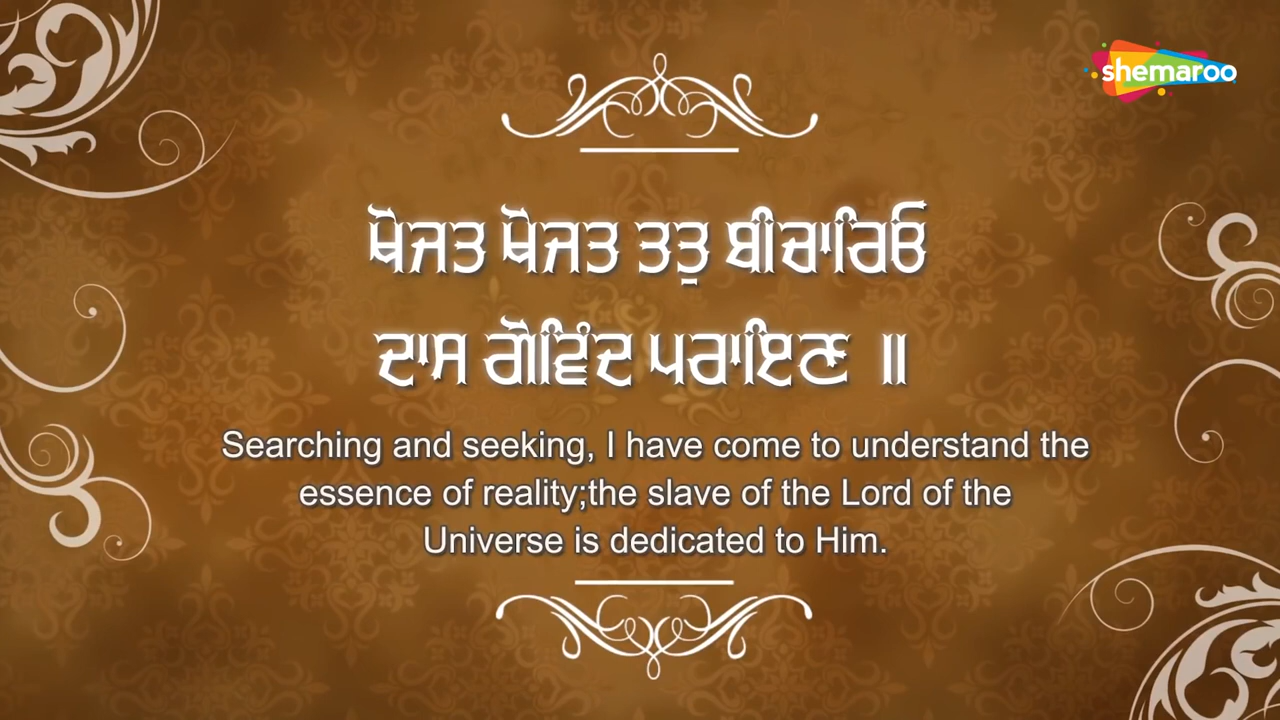 shemaroo
ਖੋਜਤ ਖੋਜਤ ਤਤੁ ਬੀਚਾਰਿਓ
ਦਾਸ ਗੋਵਿੰਦ ਪਰਾਇਣ ॥
Searching and seeking, I have come to understand the
essence of reality;the slave of the Lord of the
Universe is dedicated to Him.